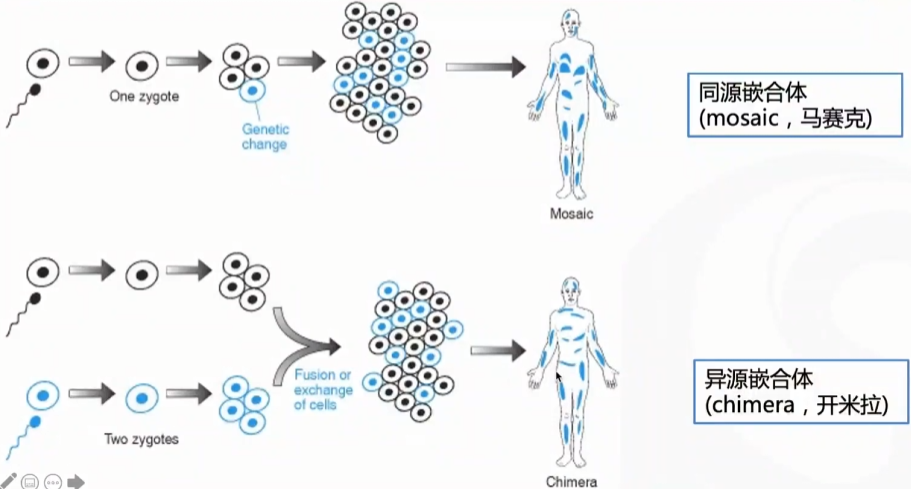 One zygote
Genetic
change
Mosaic
同源嵌合体
(mosaic，马赛克)
Fusion or
exchange
of cells
Two zygotes
Chimera
异源嵌合体
(chimera，开米拉)